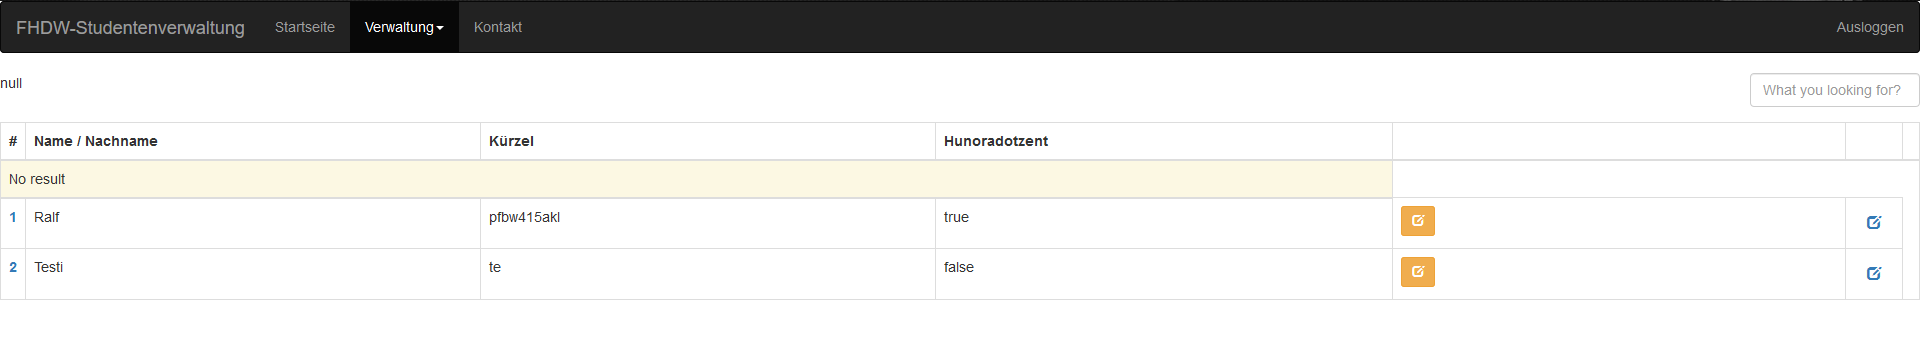 FHDW-Studentenverwaltung Startseite Verwaltung Kontakt Ausloggen
null What you looking for?
# Name / Nachname Kürzel Hunoradotzent
No result
1 Ralf pfbw415akl true
2 Testi te false